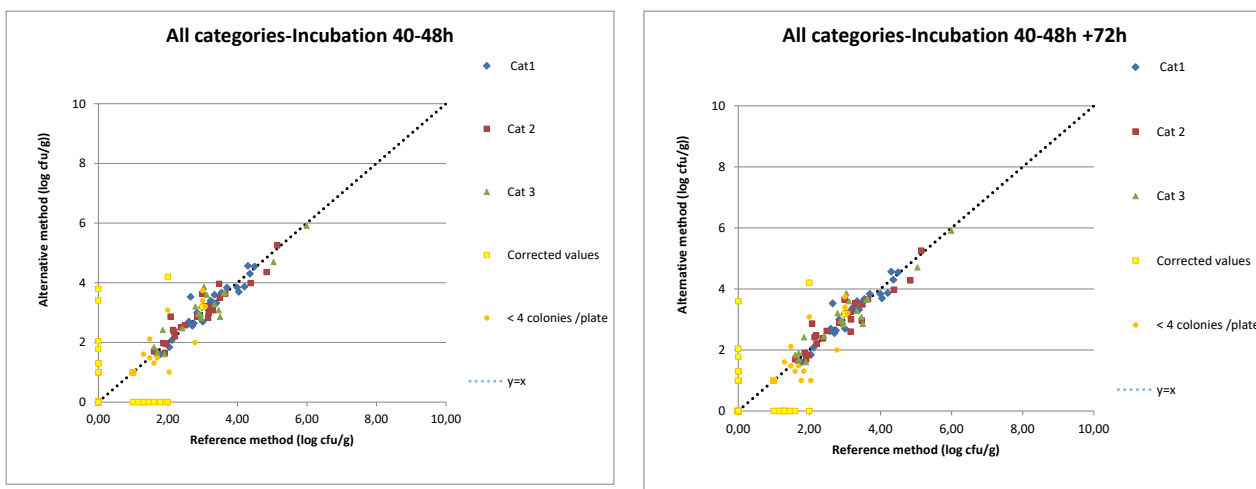 All categories-Incubation 40-48h
Alternative method (log cfu/g))
10
8
6
4
2
0
0,00 2,00 4,00 6,00 8,00 10,00
Reference method (log cfu/g)
Cat1
Cat 2
Cat 3
Corrected values
< 4 colonies /plate
y=x
All categories-Incubation 40-48h +72h
Alternative method (log cfu/g))
10
8
6
4
2
0
0,00 2,00 4,00 6,00 8,00 10,00
Reference method (log cfu/g)
Cat1
Cat 2
Cat 3
Corrected values
< 4 colonies /plate
y=x